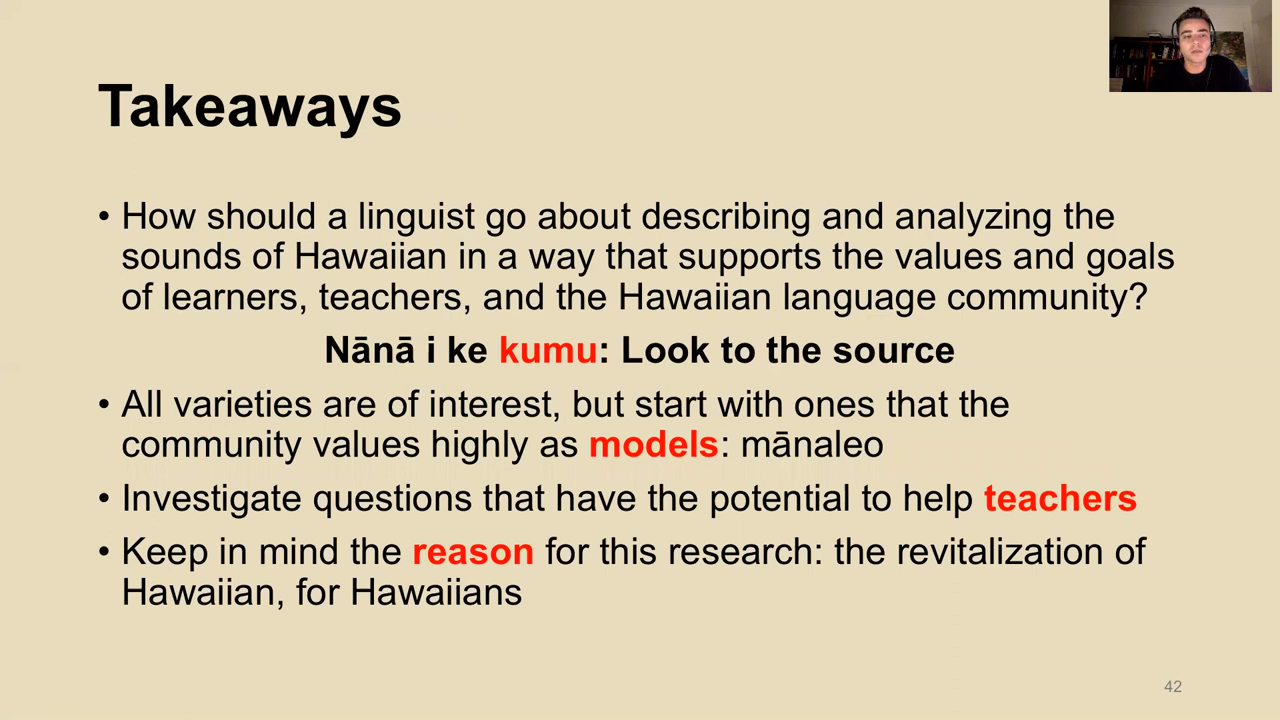 Takeaways
• How should a linguist go about describing and analyzing the
sounds of Hawaiian in a way that supports the values and goals
of learners, teachers, and the Hawaiian language community?
Nānā i ke kumu: Look to the source
• All varieties are of interest, but start with ones that the
community values highly as models: mānaleo
• Investigate questions that have the potential to help teachers
• Keep in mind the reason for this research: the revitalization of
Hawaiian, for Hawaiians
42